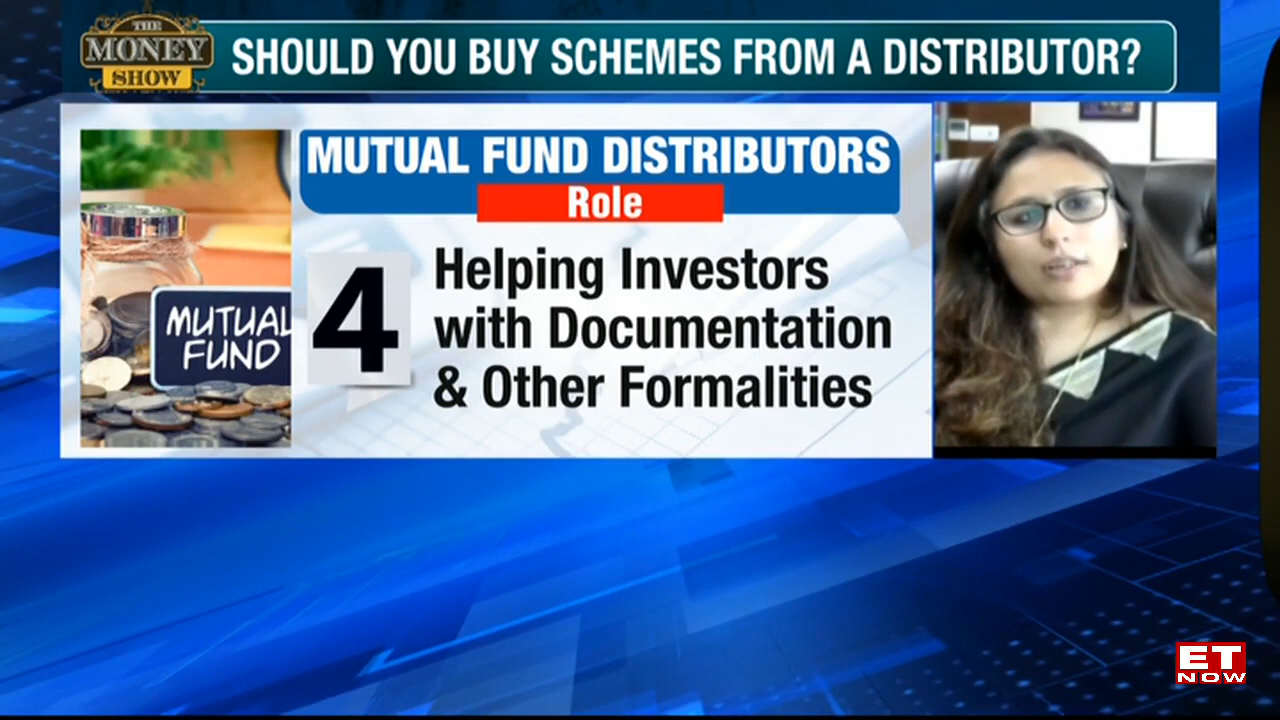 THE
MONEY
SHOW
SHOULD YOU BUY SCHEMES FROM A DISTRIBUTOR?
MUTUAL FUND DISTRIBUTORS
Role
MUTUAL
FUND
4
Helping Investors
with Documentation
& Other Formalities
ET
NOW